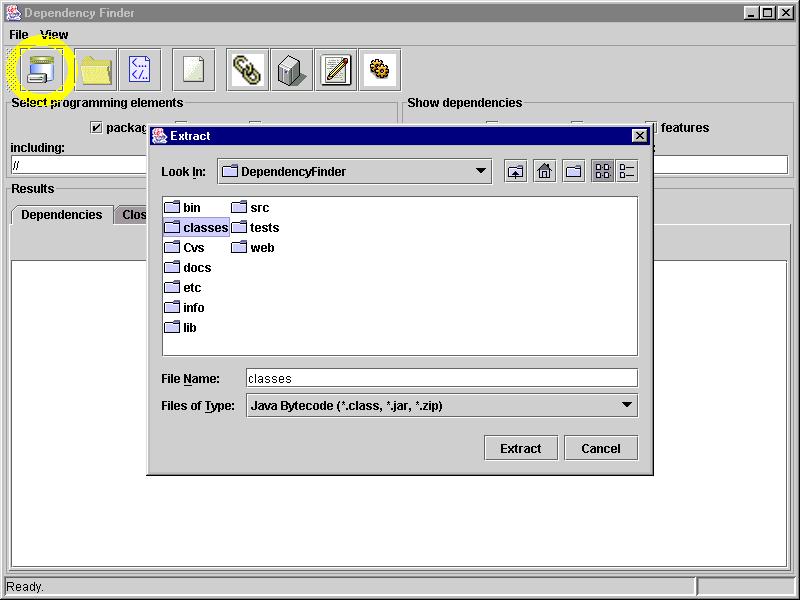 Dependency Finder
File View
Select programming elements
Show dependencies
packag
features
including:
//
Results
Dependencies
Clos
Extract
Look In: DependencyFinder
bin src
classes tests
Cvs web
docs
etc
info
lib
File Name: classes
Files of Type: Java Bytecode (*.class, *.jar, *.zip)
Extract Cancel
Ready.